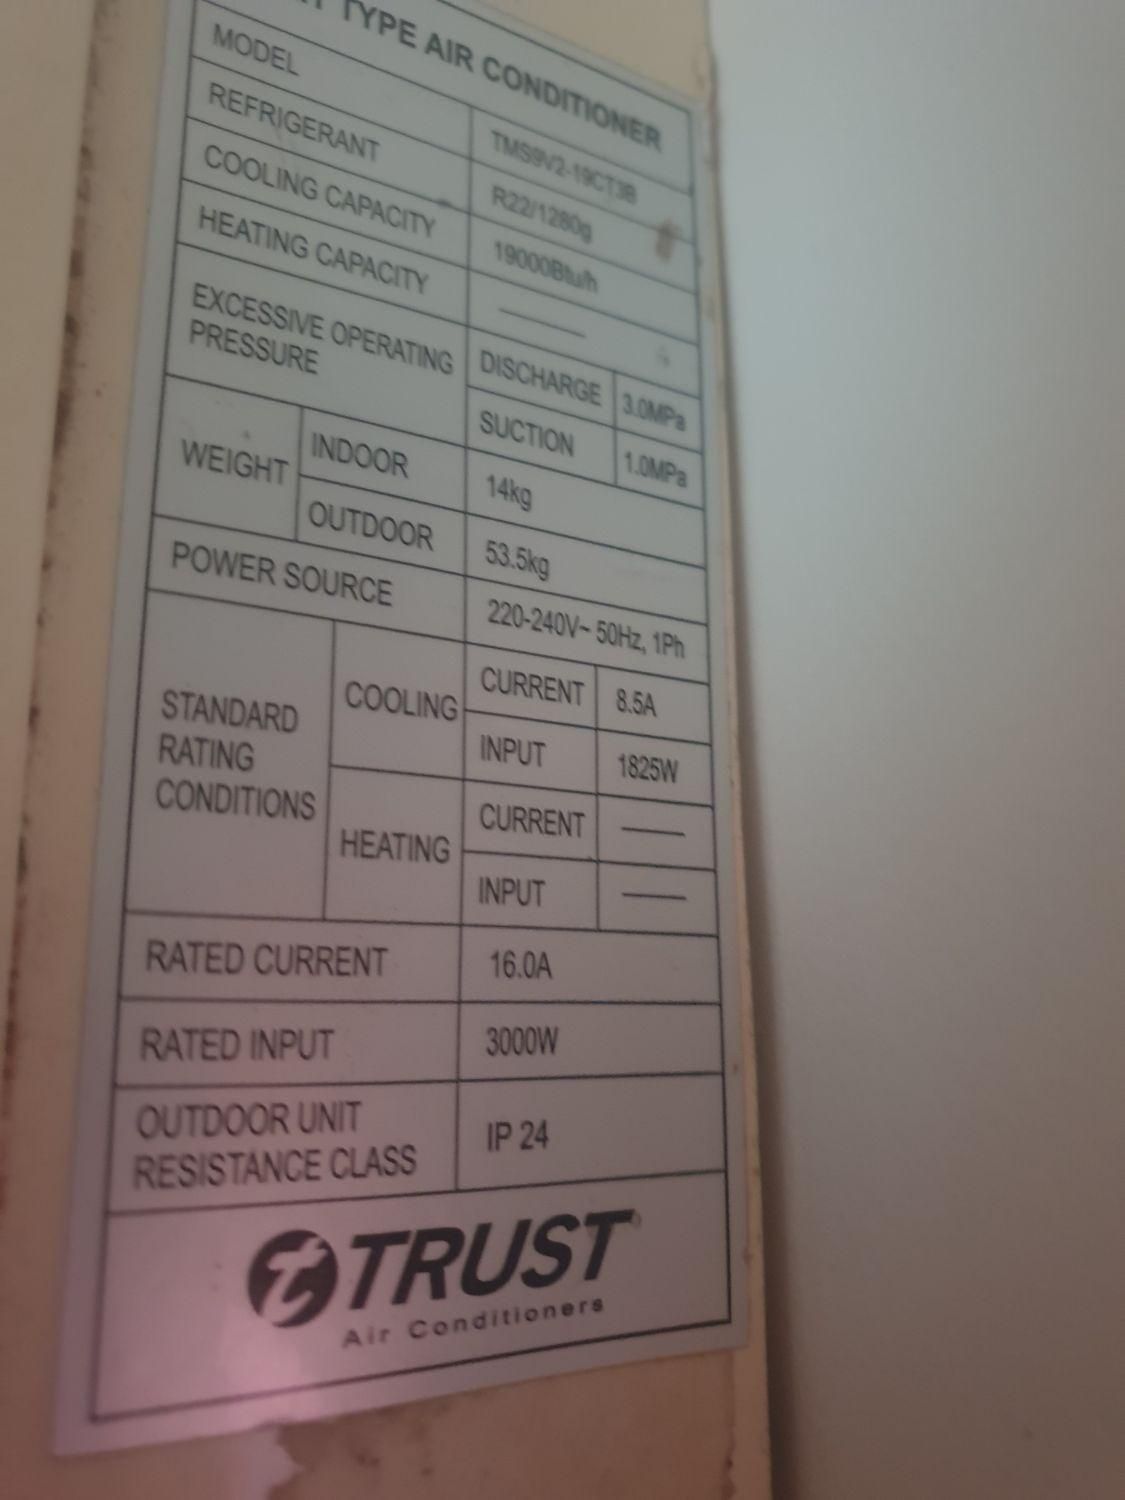 TYPE AIR CONDITIONER
MODEL TMS9V2-19CT3B
REFRIGERANT R22/1280g
COOLING CAPACITY 19000Btu/h
HEATING CAPACITY ——
EXCESSIVE OPERATING PRESSURE DISCHARGE 3.0MPa
SUCTION 1.0MPa
WEIGHT INDOOR 14kg
OUTDOOR 53.5kg
POWER SOURCE 220-240V~ 50Hz, 1Ph
STANDARD RATING CONDITIONS COOLING CURRENT 8.5A
INPUT 1825W
HEATING CURRENT ——
INPUT ——
RATED CURRENT 16.0A
RATED INPUT 3000W
OUTDOOR UNIT RESISTANCE CLASS IP 24
TRUST
Air Conditioners